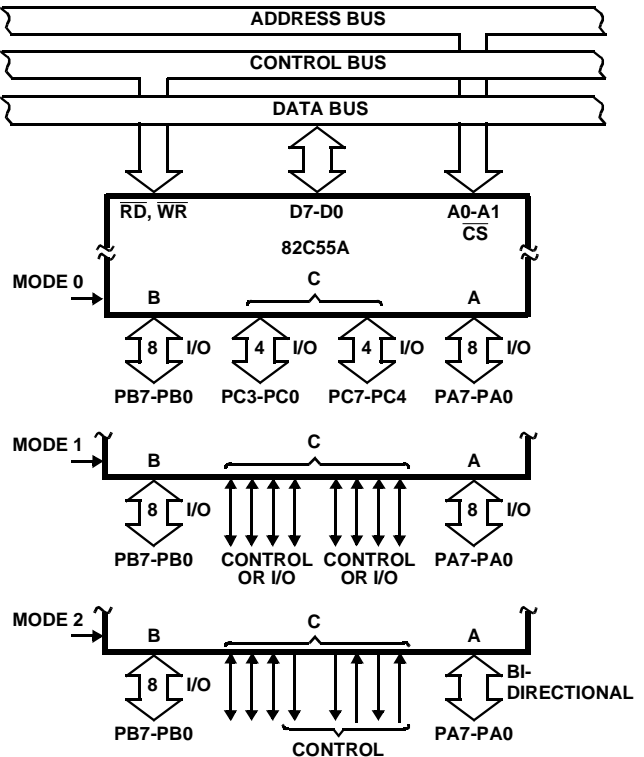 ADDRESS BUS
CONTROL BUS
DATA BUS
RD, WR D7-D0 A0-A1
CS
82C55A
MODE 0
B C A
8 I/O 4 I/O 4 I/O 8 I/O
PB7-PB0 PC3-PC0 PC7-PC4 PA7-PA0
MODE 1
B C A
8 I/O 8 I/O
PB7-PB0 CONTROL CONTROL PA7-PA0
OR I/O OR I/O
MODE 2
B C A
8 I/O BI-
DIRECTIONAL
PB7-PB0 PA7-PA0
CONTROL